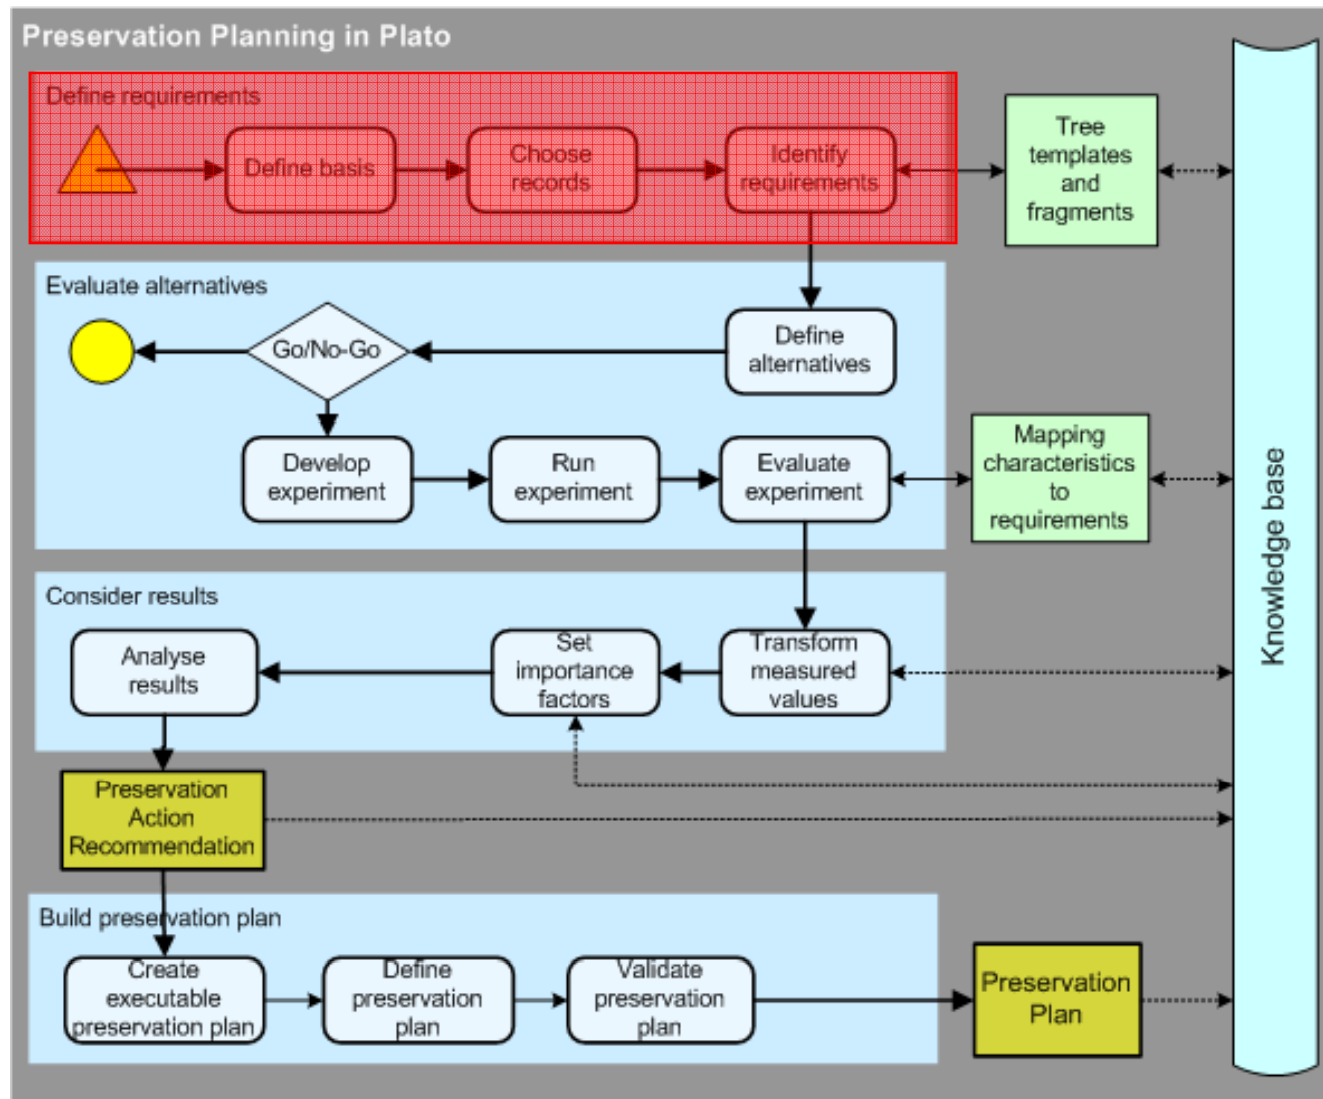 Preservation Planning in Plato
Define requirements
Define basis
Choose
records
Identify
requirements
Tree
templates
and
fragments
Evaluate alternatives
Go/No-Go
Define
alternatives
Develop
experiment
Run
experiment
Evaluate
experiment
Mapping
characteristics
to
requirements
Knowledge base
Consider results
Analyse
results
Set
importance
factors
Transform
measured
values
Preservation
Action
Recommendation
Build preservation plan
Create
executable
preservation plan
Define
preservation
plan
Validate
preservation
plan
Preservation
Plan